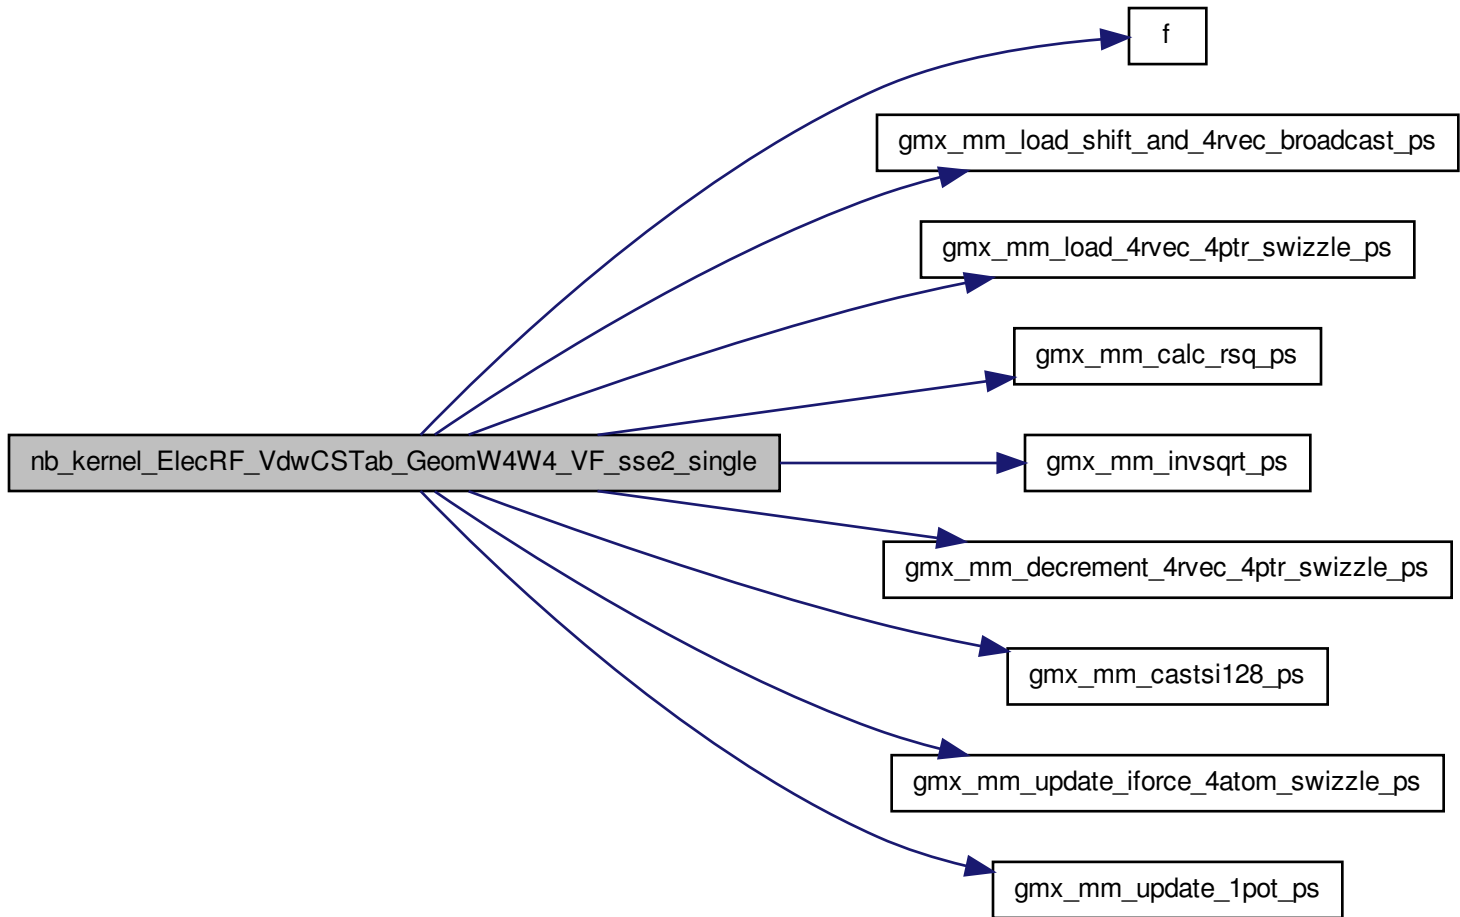 f
gmx_mm_load_shift_and_4rvec_broadcast_ps
gmx_mm_load_4rvec_4ptr_swizzle_ps
gmx_mm_calc_rsq_ps
nb_kernel_ElecRF_VdwCSTab_GeomW4W4_VF_sse2_single
gmx_mm_invsqrt_ps
gmx_mm_decrement_4rvec_4ptr_swizzle_ps
gmx_mm_castsi128_ps
gmx_mm_update_iforce_4atom_swizzle_ps
gmx_mm_update_1pot_ps